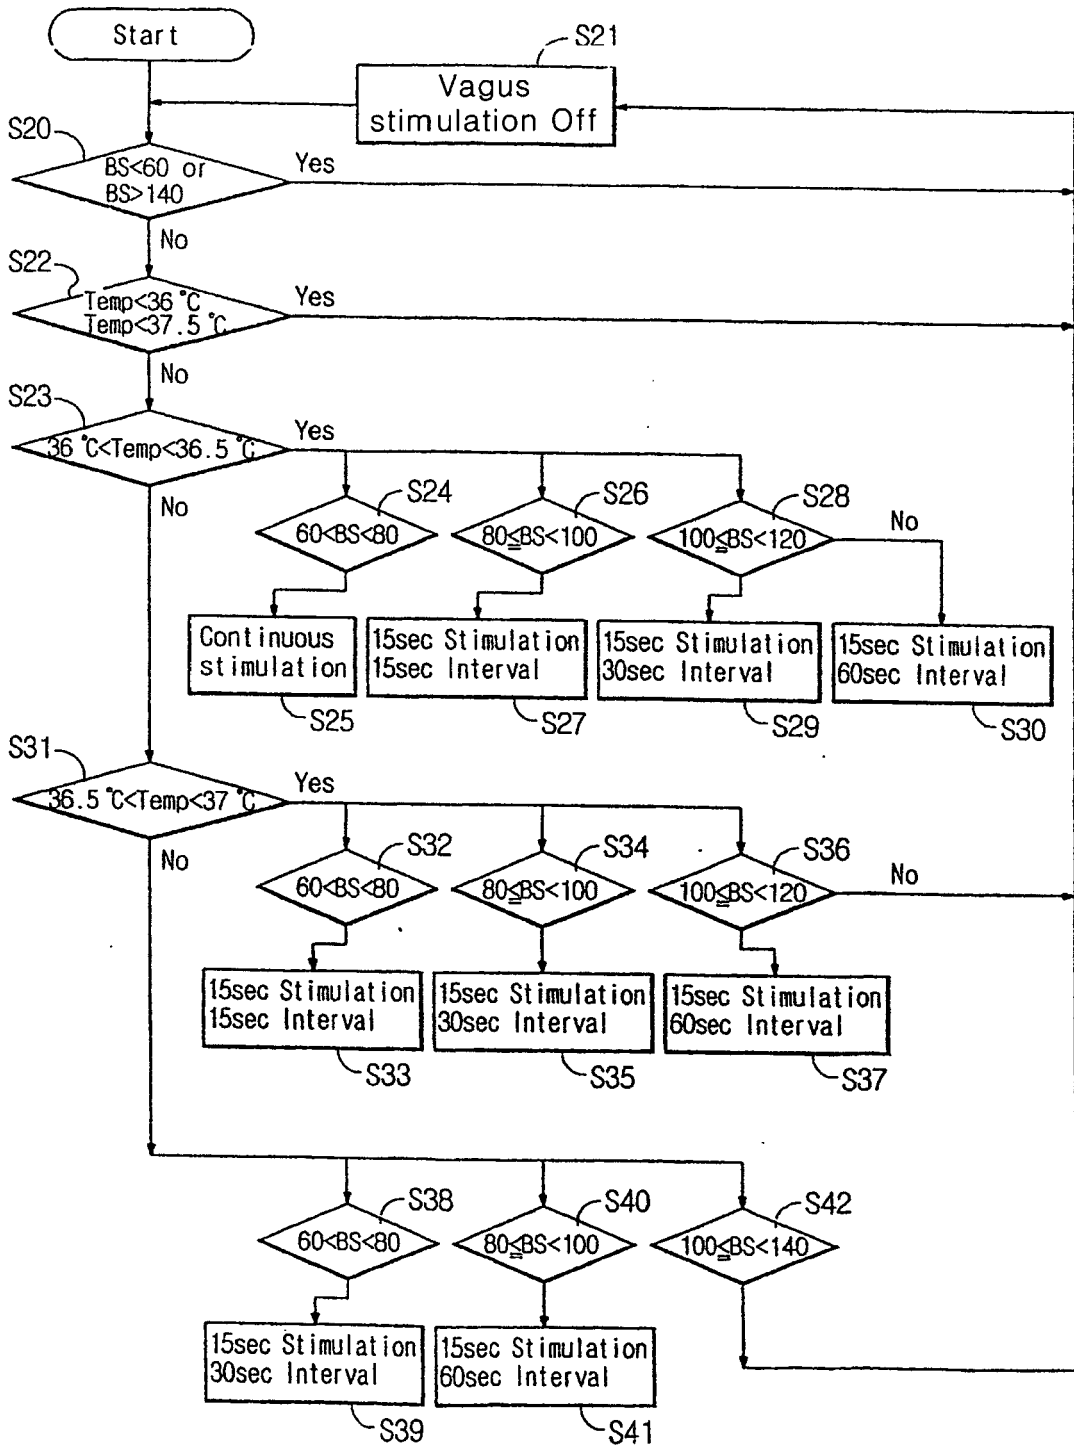 Start
S21
Vagus
stimulation Off
S20
BS<60 or
BS>140
Yes
No
S22
Temp<36℃
Temp<37.5℃
Yes
No
S23
36℃<Temp<36.5℃
Yes
No
S24
60<BS<80
S26
80≦BS<100
S28
100≦BS<120
No
Continuous
stimulation
S25
15sec Stimulation
15sec Interval
S27
15sec Stimulation
30sec Interval
S29
15sec Stimulation
60sec Interval
S30
S31
36.5℃<Temp<37℃
Yes
No
S32
60<BS<80
S34
80≦BS<100
S36
100≦BS<120
No
15sec Stimulation
15sec Interval
S33
15sec Stimulation
30sec Interval
S35
15sec Stimulation
60sec Interval
S37
S38
60<BS<80
S40
80≦BS<100
S42
100≦BS<140
15sec Stimulation
30sec Interval
S39
15sec Stimulation
60sec Interval
S41